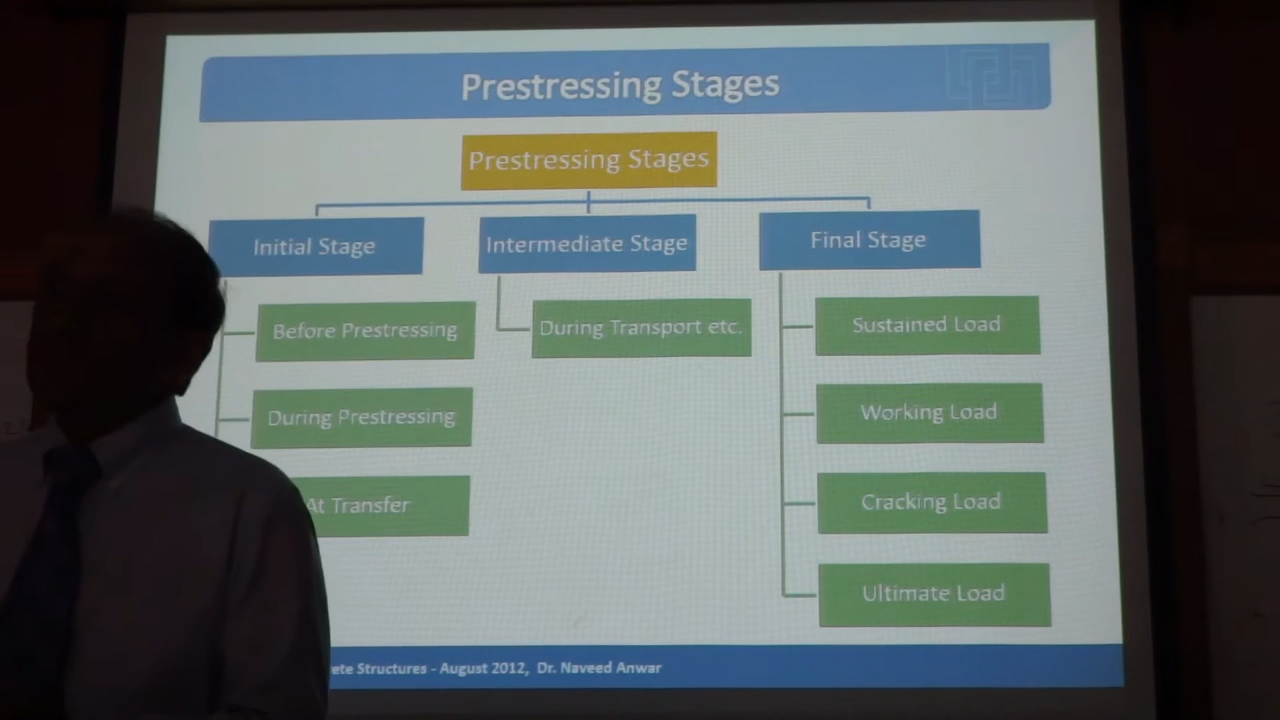 Prestressing Stages
Prestressing Stages
Initial Stage
Before Prestressing
During Prestressing
At Transfer
Intermediate Stage
During Transport etc.
Final Stage
Sustained Load
Working Load
Cracking Load
Ultimate Load
Structures - August 2012, Dr. Naveed Anwar